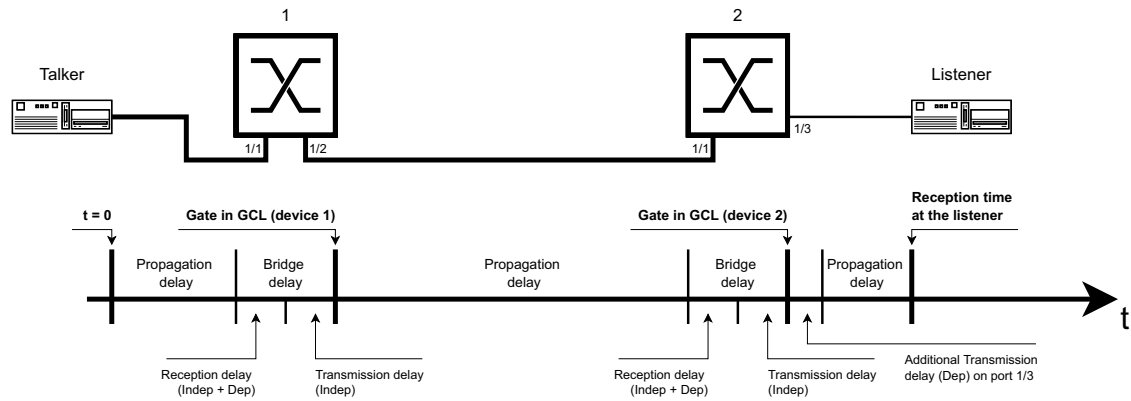 1
2
Talker
Listener
1/1
1/2
1/1
1/3
t = 0
Gate in GCL (device 1)
Gate in GCL (device 2)
Reception time
at the listener
Propagation
delay
Bridge
delay
Propagation
delay
Bridge
delay
Propagation
delay
t
Reception delay
(Indep + Dep)
Transmission delay
(Indep)
Reception delay
(Indep + Dep)
Transmission delay
(Indep)
Additional Transmission
delay (Dep) on port 1/3